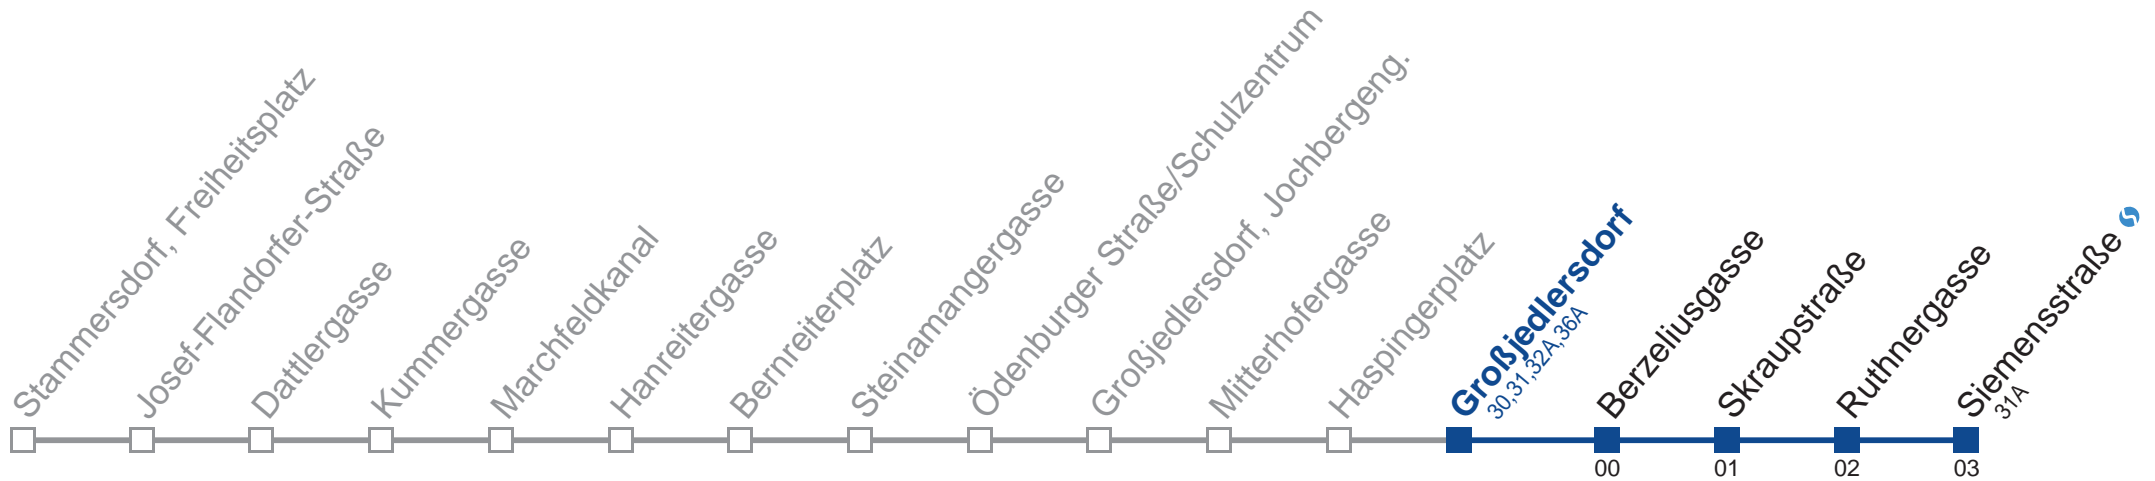 Stammersdorf, Freiheitsplatz
Josef-Flandorfer-Straße
Dattlergasse
Kummergasse
Marchfeldkanal
Hanreitergasse
Bernreiterplatz
Steinamangergasse
Ödenburger Straße/Schulzentrum
Großjedlersdorf, Jochbergeng.
Mitterhofergasse
Haspingerplatz
Großjedlersdorf
30,31,32A,36A
Berzeliusgasse
Skraupstraße
Ruthnergasse
Siemensstraße
31A
00
01
02
03